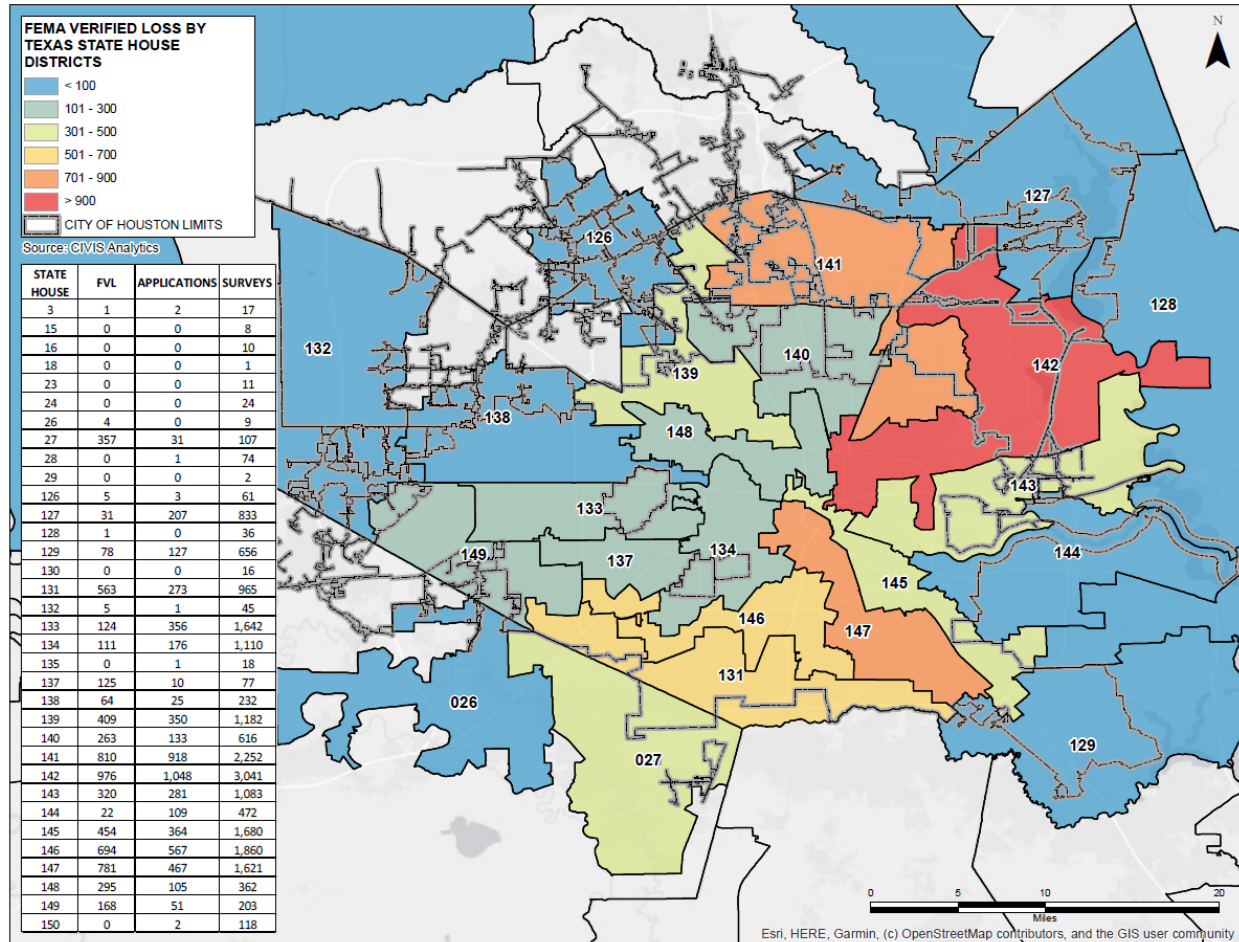 FEMA VERIFIED LOSS BY
TEXAS STATE HOUSE
DISTRICTS
< 100
101 - 300
301 - 500
501 - 700
701 - 900
> 900
CITY OF HOUSTON LIMITS
Source: CIVIS Analytics
STATE HOUSE FVL APPLICATIONS SURVEYS
3 1 2 17
15 0 0 8
16 0 0 10
18 0 0 1
23 0 0 11
24 0 0 24
26 4 0 9
27 357 31 107
28 0 1 74
29 0 0 2
126 5 3 61
127 31 207 833
128 1 0 36
129 78 127 656
130 0 0 16
131 563 273 965
132 5 1 45
133 124 356 1,642
134 111 176 1,110
135 0 1 18
137 125 10 77
138 64 25 232
139 409 350 1,182
140 263 133 616
141 810 918 2,252
142 976 1,048 3,041
143 320 281 1,083
144 22 109 472
145 454 364 1,680
146 694 567 1,860
147 781 467 1,621
148 295 105 362
149 168 51 203
150 0 2 118
N
127
126
141
128
132
140
142
139
138
148
143
133
149
137
134
144
145
146
147
131
026
129
027
0 5 10 20
Miles
Esri, HERE, Garmin, (c) OpenStreetMap contributors, and the GIS user community